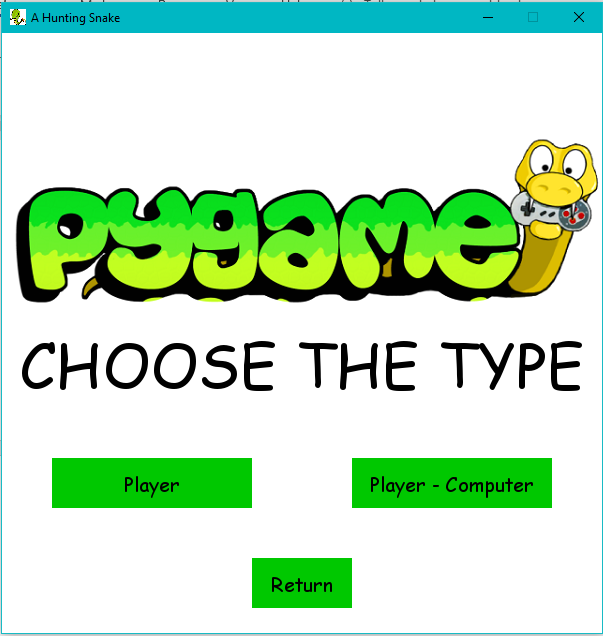 A Hunting Snake
pygame
CHOOSE THE TYPE
Player
Player - Computer
Return